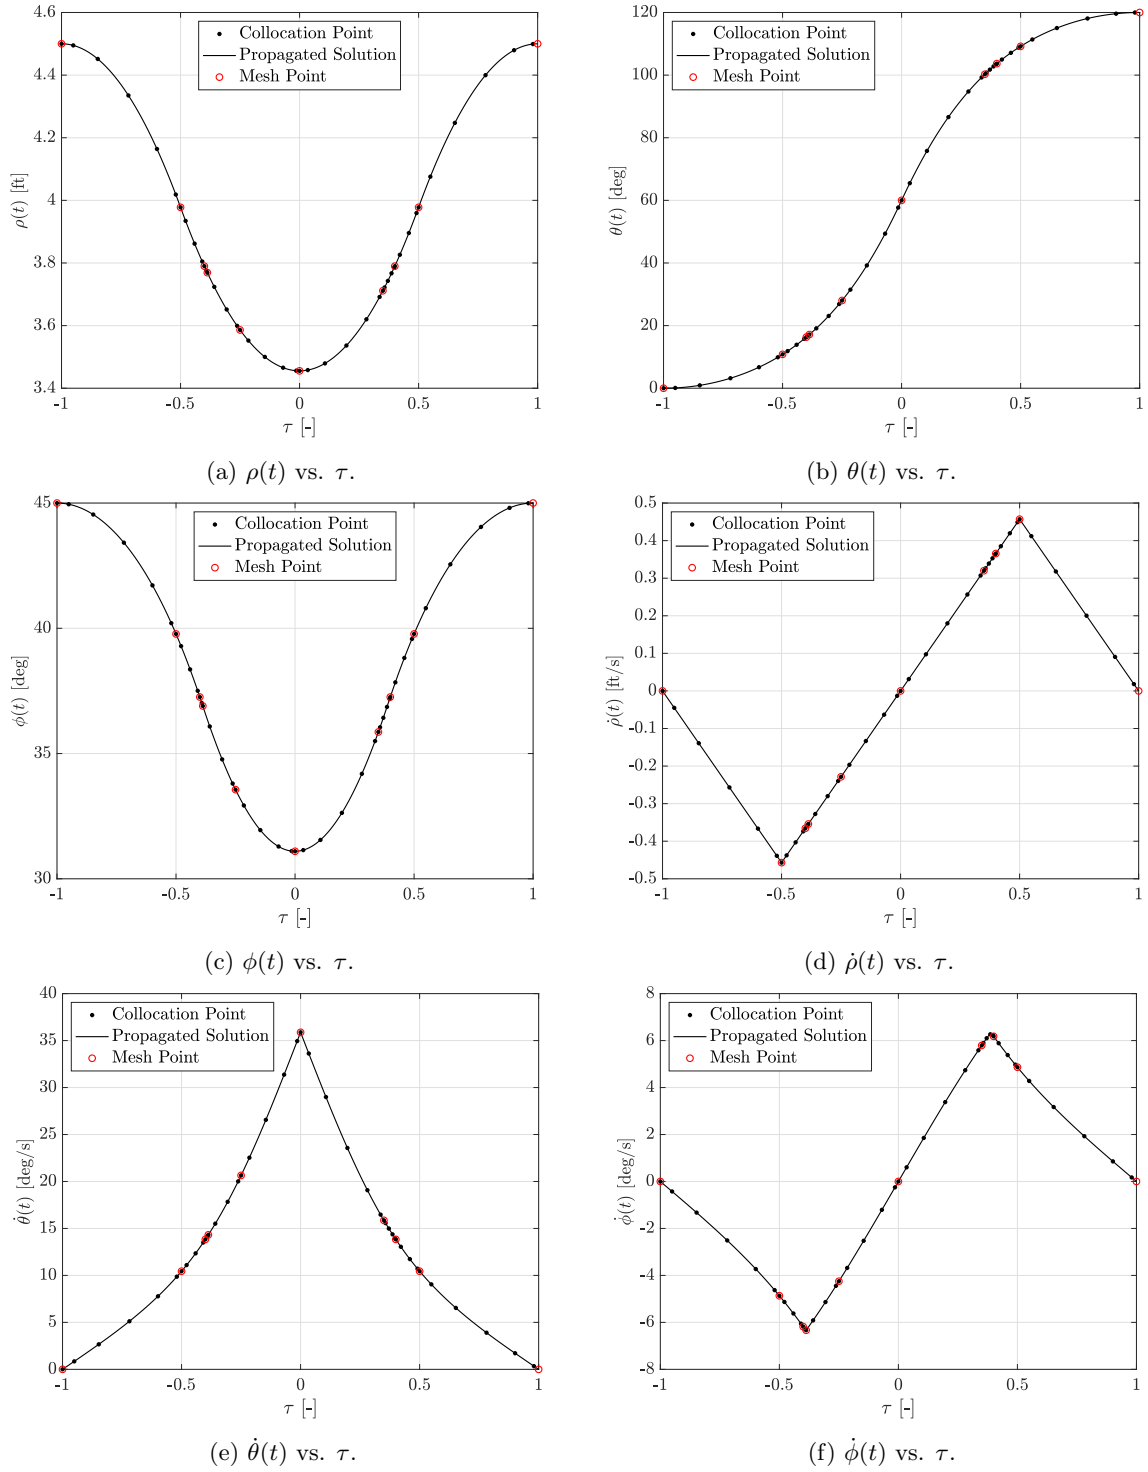 4.6
4.4
4.2
4
3.8
3.6
3.4
ρ(t) [ft]
Collocation Point
Propagated Solution
Mesh Point
-1 -0.5 0 0.5 1
τ [-]
(a) ρ(t) vs. τ.
120
100
80
60
40
20
0
θ(t) [deg]
Collocation Point
Propagated Solution
Mesh Point
-1 -0.5 0 0.5 1
τ [-]
(b) θ(t) vs. τ.
45
40
35
30
ϕ(t) [deg]
Collocation Point
Propagated Solution
Mesh Point
-1 -0.5 0 0.5 1
τ [-]
(c) ϕ(t) vs. τ.
0.5
0.4
0.3
0.2
0.1
0
-0.1
-0.2
-0.3
-0.4
-0.5
ρ̇(t) [ft/s]
Collocation Point
Propagated Solution
Mesh Point
-1 -0.5 0 0.5 1
τ [-]
(d) ρ̇(t) vs. τ.
40
35
30
25
20
15
10
5
0
θ̇(t) [deg/s]
Collocation Point
Propagated Solution
Mesh Point
-1 -0.5 0 0.5 1
τ [-]
(e) θ̇(t) vs. τ.
8
6
4
2
0
-2
-4
-6
-8
ϕ̇(t) [deg/s]
Collocation Point
Propagated Solution
Mesh Point
-1 -0.5 0 0.5 1
τ [-]
(f) ϕ̇(t) vs. τ.